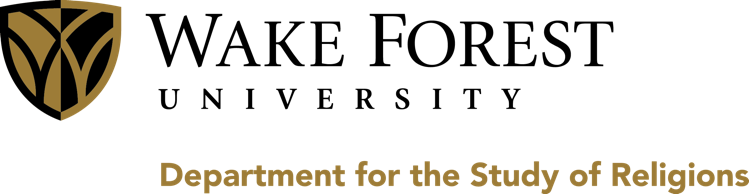 WAKE FOREST
UNIVERSITY
Department for the Study of Religions